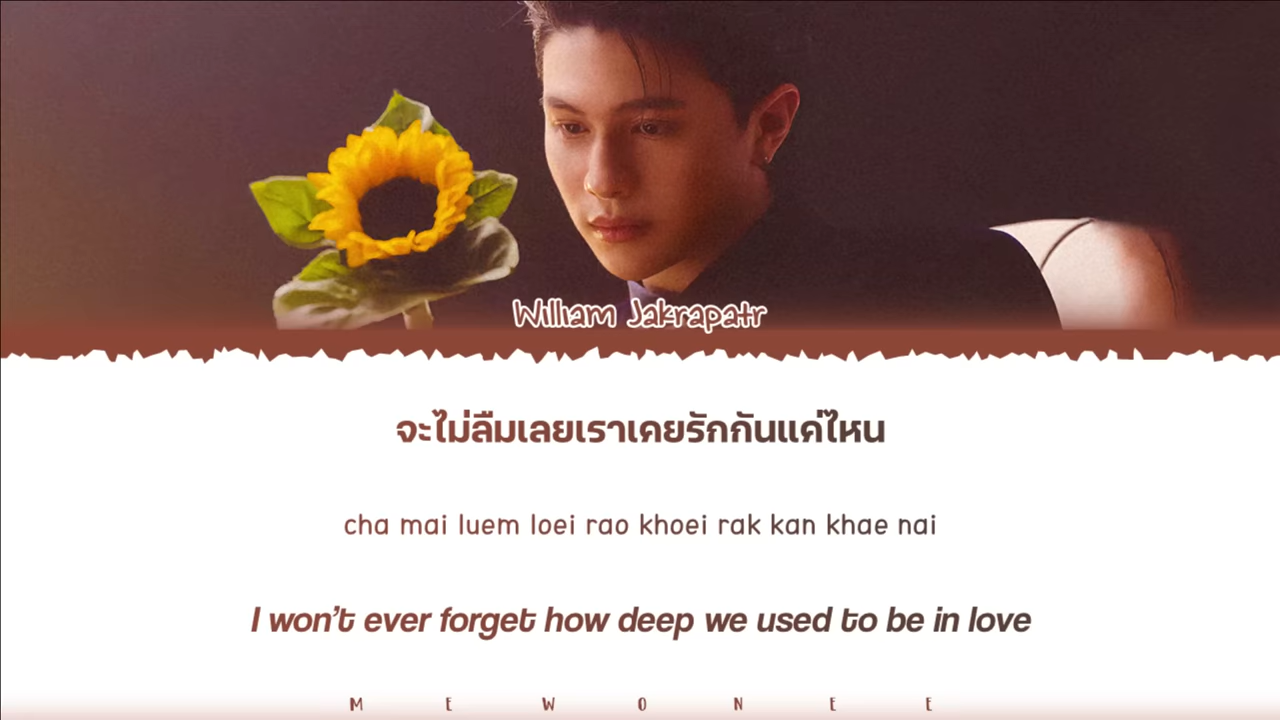 William Jakrapatr
จะไม่ลืมเลยเราเคยรักกันแค่ไหน
cha mai luem loei rao khoei rak kan khae nai
I won't ever forget how deep we used to be in love
M E W O N E E